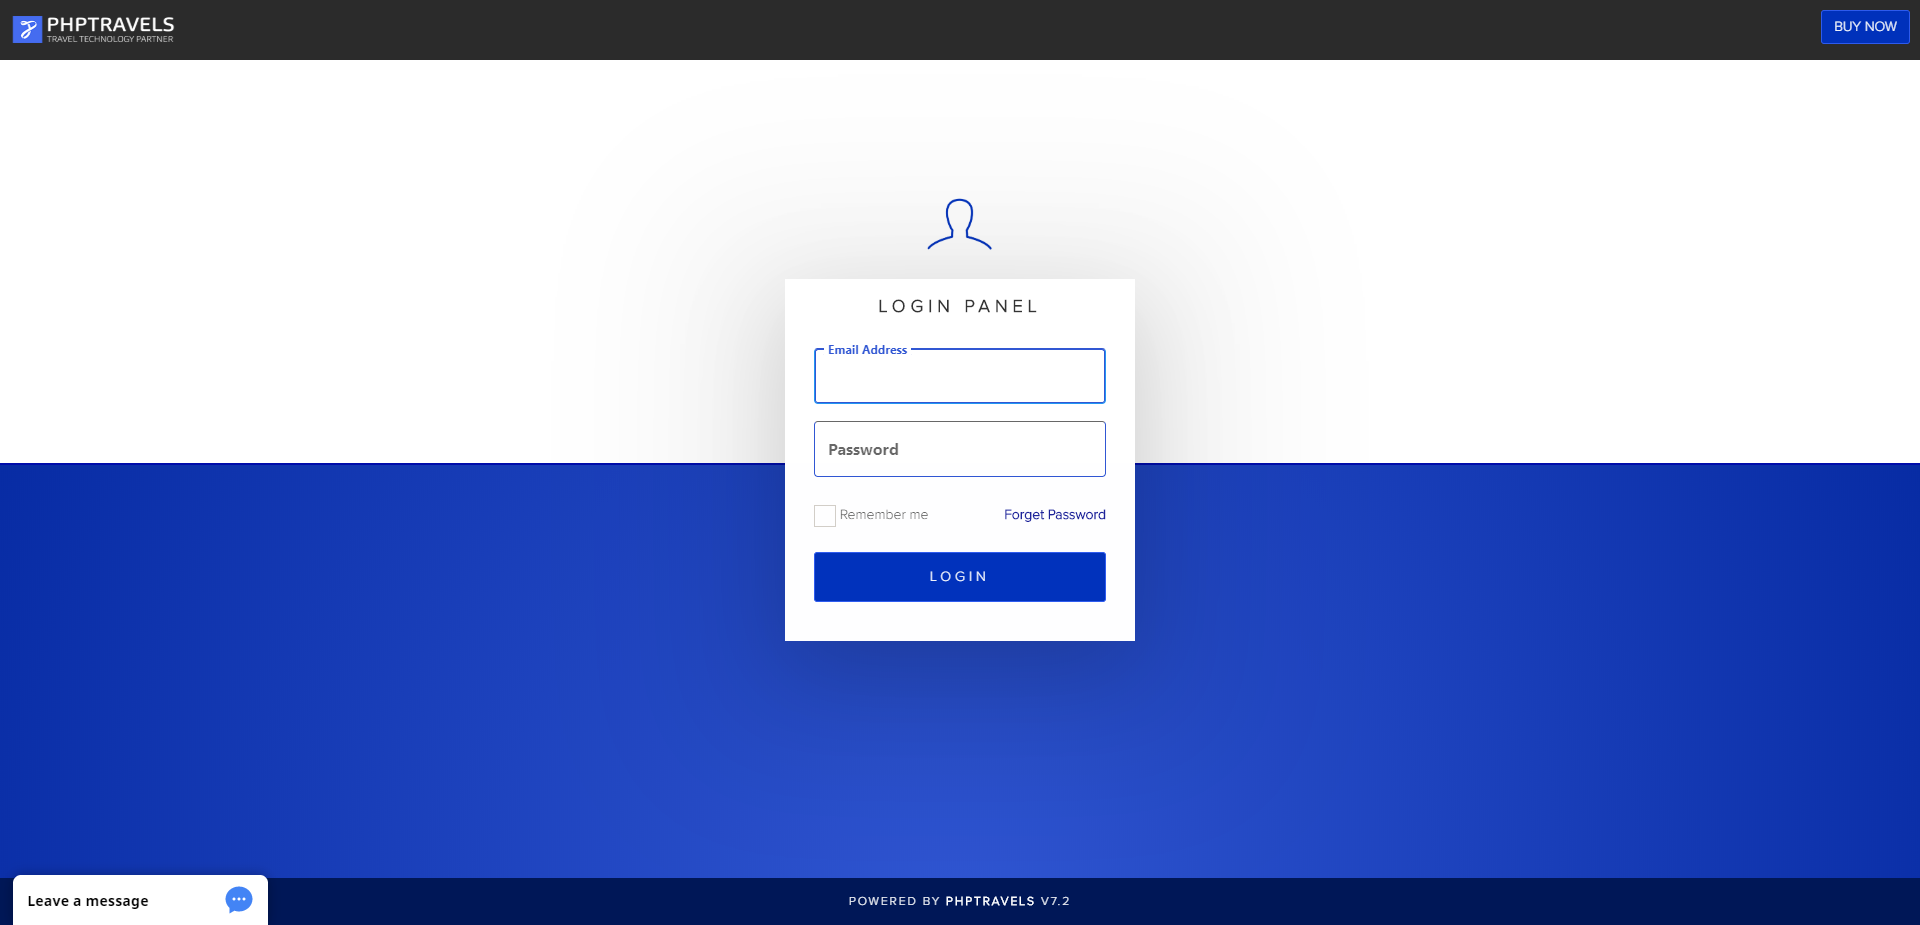 PHPTRAVELS
TRAVEL TECHNOLOGY PARTNER
BUY NOW
LOGIN PANEL
Email Address
Password
Remember me
Forget Password
LOGIN
Leave a message
POWERED BY PHPTRAVELS V7.2